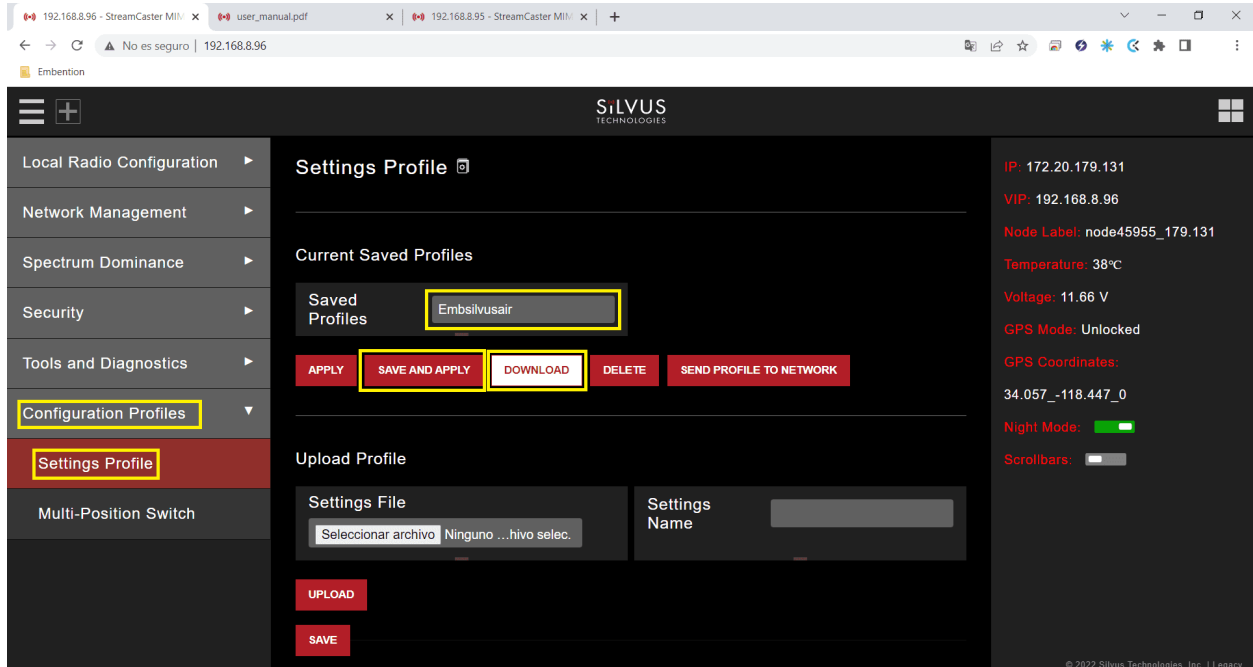 192.168.8.96 - StreamCaster MIM
user_manual.pdf
192.168.8.95 - StreamCaster MIM
No es seguro | 192.168.8.96
Embention
SILVUS
TECHNOLOGIES
Local Radio Configuration
Network Management
Spectrum Dominance
Security
Tools and Diagnostics
Configuration Profiles
Settings Profile
Multi-Position Switch
Settings Profile
Current Saved Profiles
Saved
Profiles
Embsilvusair
APPLY
SAVE AND APPLY
DOWNLOAD
DELETE
SEND PROFILE TO NETWORK
Upload Profile
Settings File
Seleccionar archivo Ninguno …hivo selec.
Settings
Name
UPLOAD
SAVE
IP: 172.20.179.131
VIP: 192.168.8.96
Node Label: node45955_179.131
Temperature: 38°C
Voltage: 11.66 V
GPS Mode: Unlocked
GPS Coordinates:
34.057_-118.447_0
Night Mode:
Scrollbars:
© 2022 Silvus Technologies, Inc. | Legacy